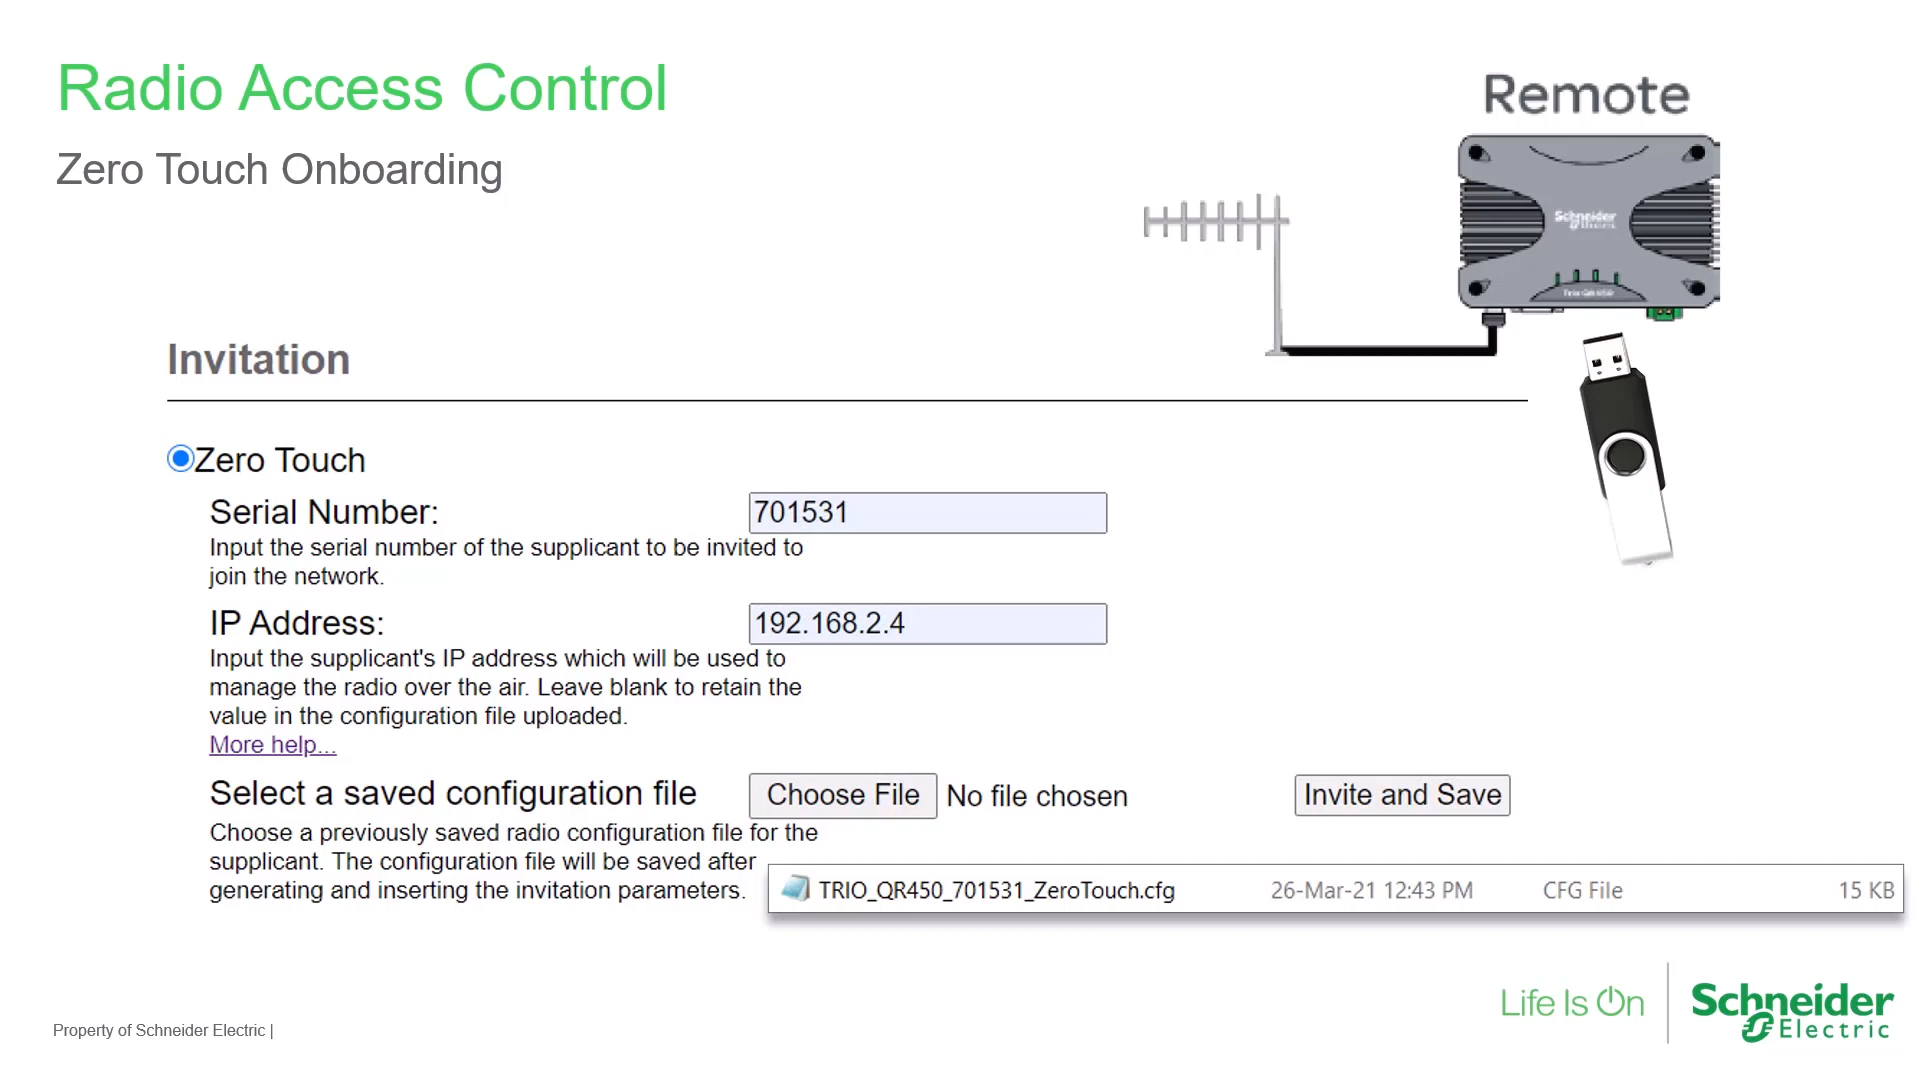 Radio Access Control
Zero Touch Onboarding
Remote
Schneider
Electric
Trio QR450
Invitation
Zero Touch
Serial Number:
701531
Input the serial number of the supplicant to be invited to
join the network.
IP Address:
192.168.2.4
Input the supplicant's IP address which will be used to
manage the radio over the air. Leave blank to retain the
value in the configuration file uploaded.
More help...
Select a saved configuration file
Choose File No file chosen
Invite and Save
Choose a previously saved radio configuration file for the
supplicant. The configuration file will be saved after
generating and inserting the invitation parameters.
TRIO_QR450_701531_ZeroTouch.cfg 26-Mar-21 12:43 PM CFG File 15 KB
Property of Schneider Electric |
Life Is On
Schneider
Electric